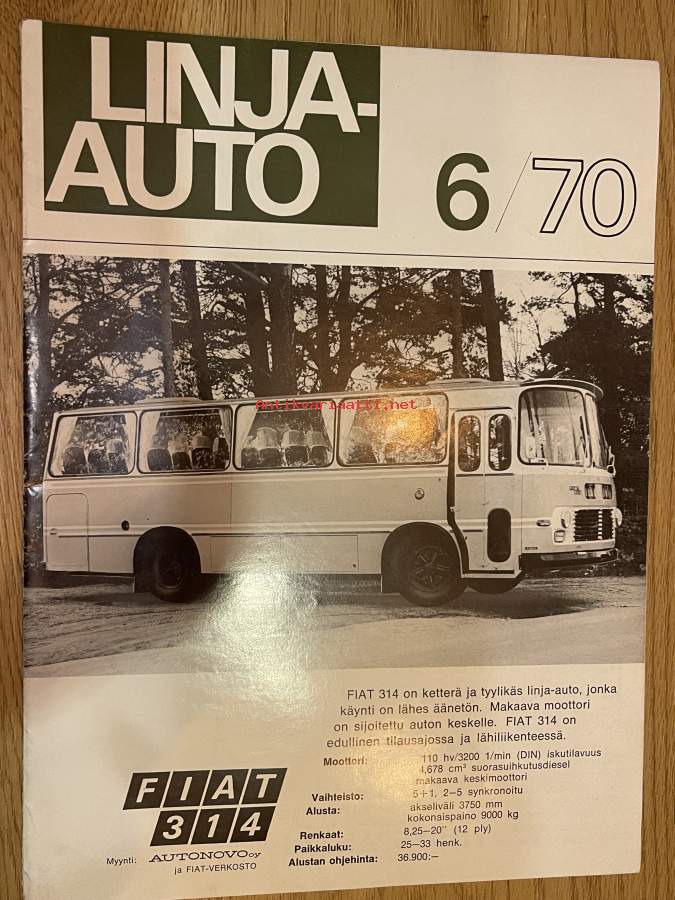 LINJA-
AUTO
6/70
Antikvariaatti.net
FIAT 314 on ketterä ja tyylikäs linja-auto, jonka
käynti on lähes äänetön. Makaava moottori
on sijoitettu auton keskelle. FIAT 314 on
edullinen tilausajossa ja lähiliikenteessä.
Moottori: 110 hv/3200 1/min (DIN) iskutilavuus
4,678 cm³ suorasuihkutusdiesel
makaava keskimoottori
Vaihteisto: 5+1, 2–5 synkronoitu
Alusta: akseliväli 3750 mm
kokonaispaino 9000 kg
Renkaat: 8,25–20" (12 ply)
Paikkaluku: 25–33 henk.
Alustan ohjehinta: 36.900:—
FIAT
314
Myynti: AUTONOVO oy
ja FIAT-VERKOSTO